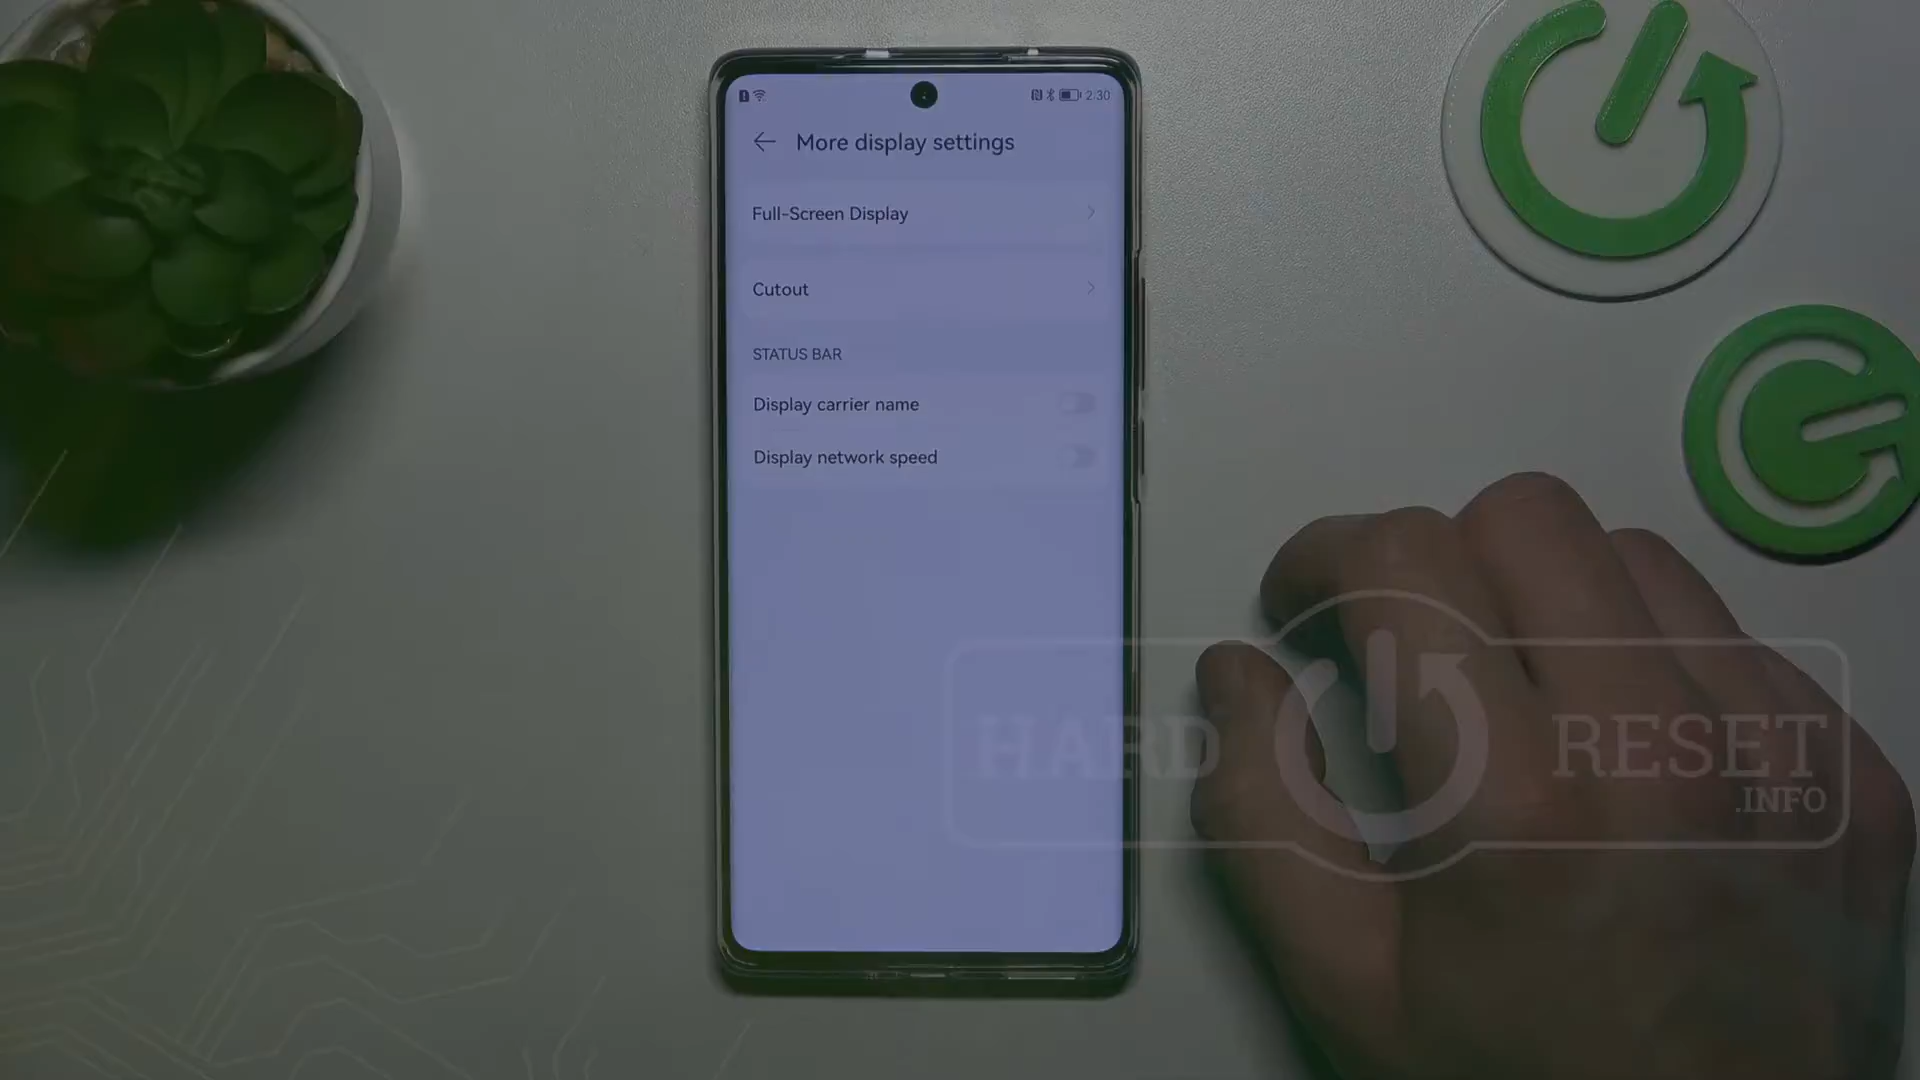 2:30
More display settings
Full-Screen Display
Cutout
STATUS BAR
Display carrier name
Display network speed
HARD RESET
.INFO